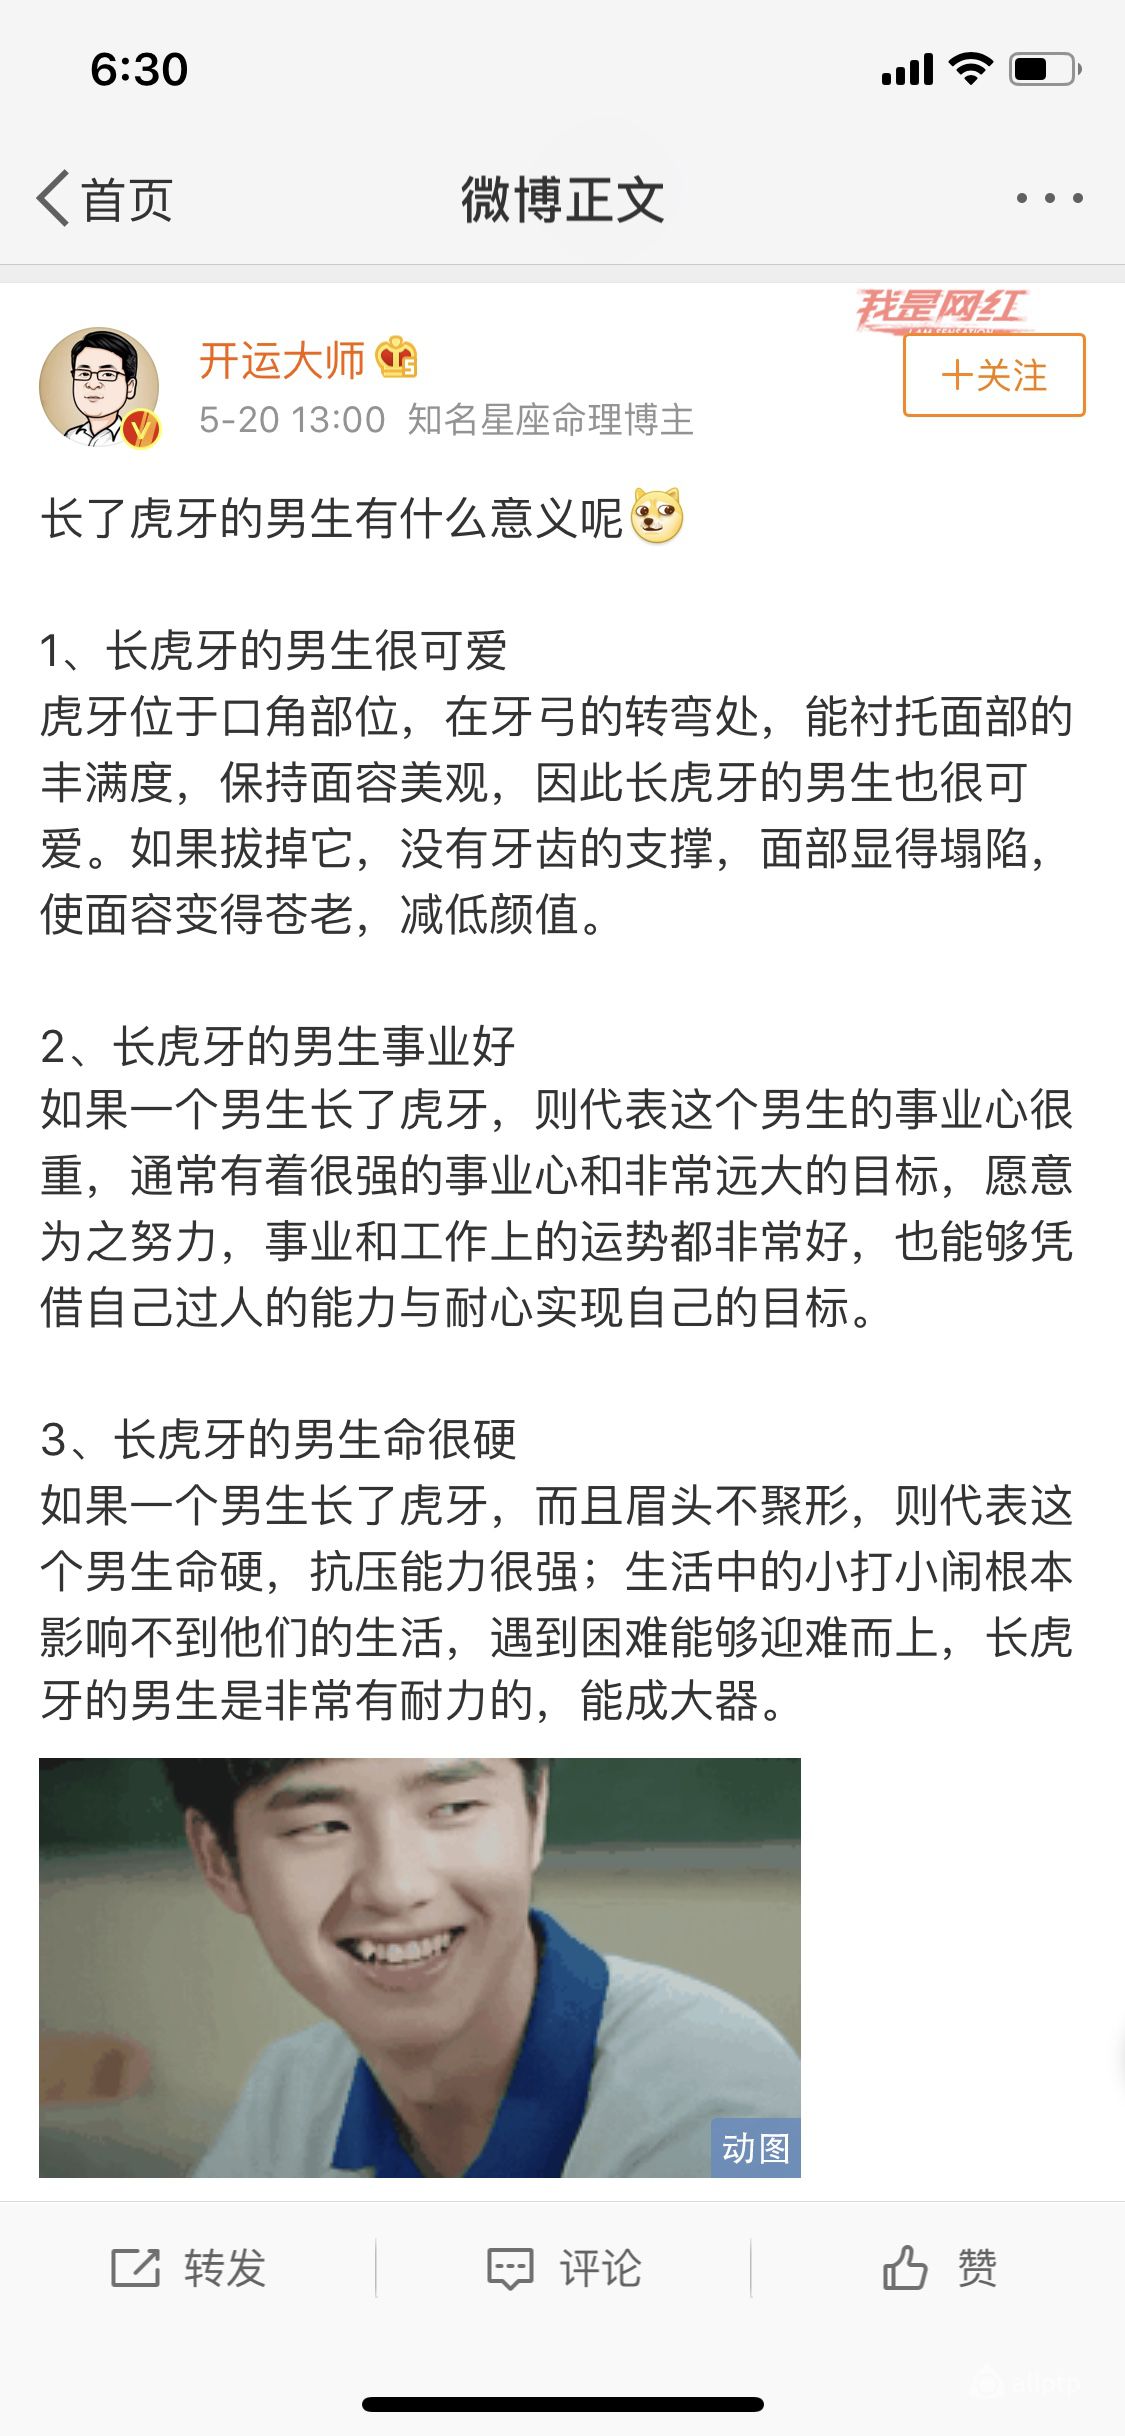 6:30
首页
微博正文
我是网红
I AM SENSATION
开运大师
5-20 13:00 知名星座命理博主
十关注
长了虎牙的男生有什么意义呢
1、长虎牙的男生很可爱
虎牙位于口角部位，在牙弓的转弯处，能衬托面部的
丰满度，保持面容美观，因此长虎牙的男生也很可
爱。如果拔掉它，没有牙齿的支撑，面部显得塌陷，
使面容变得苍老，减低颜值。
2、长虎牙的男生事业好
如果一个男生长了虎牙，则代表这个男生的事业心很
重，通常有着很强的事业心和非常远大的目标，愿意
为之努力，事业和工作上的运势都非常好，也能够凭
借自己过人的能力与耐心实现自己的目标。
3、长虎牙的男生命很硬
如果一个男生长了虎牙，而且眉头不聚形，则代表这
个男生命硬，抗压能力很强；生活中的小打小闹根本
影响不到他们的生活，遇到困难能够迎难而上，长虎
牙的男生是非常有耐力的，能成大器。
动图
转发
评论
赞